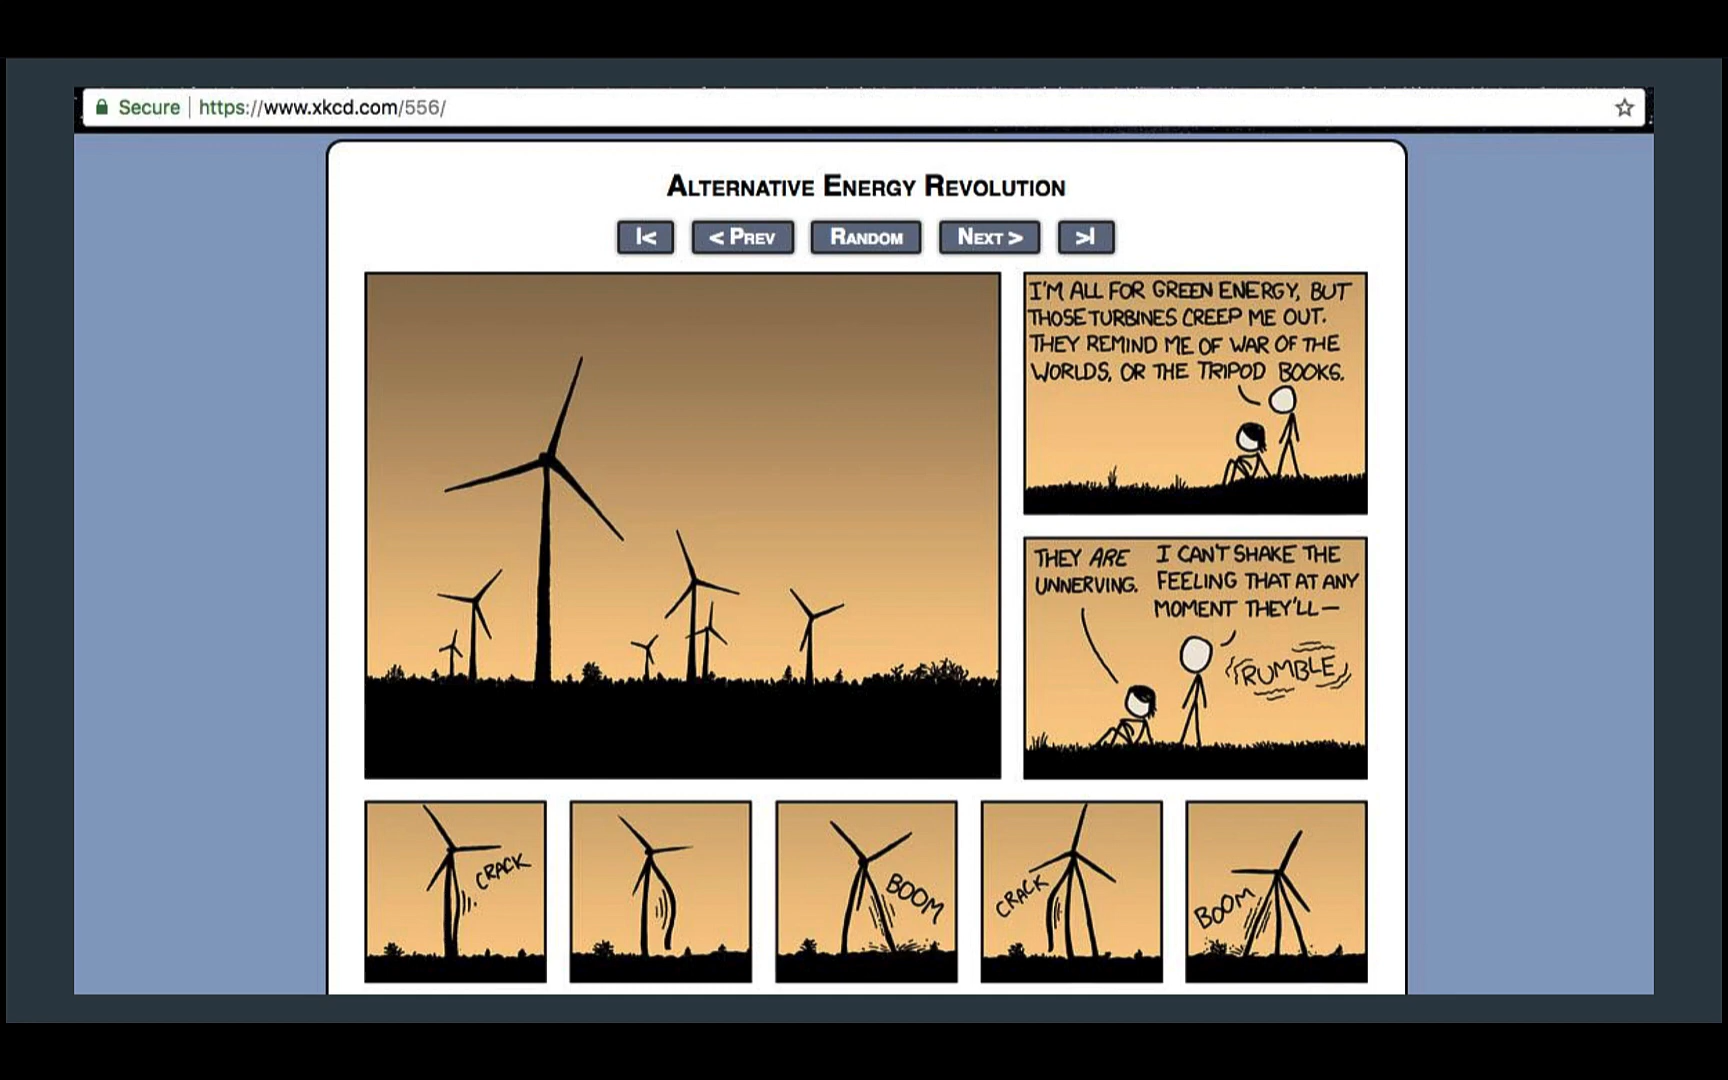 Secure | https://www.xkcd.com/556/
ALTERNATIVE ENERGY REVOLUTION
|< < PREV RANDOM NEXT > >|
I'M ALL FOR GREEN ENERGY, BUT
THOSE TURBINES CREEP ME OUT.
THEY REMIND ME OF WAR OF THE
WORLDS, OR THE TRIPOD BOOKS.
THEY ARE
UNNERVING.
I CAN'T SHAKE THE
FEELING THAT AT ANY
MOMENT THEY'LL—
RUMBLE
CRACK
BOOM
CRACK
BOOM